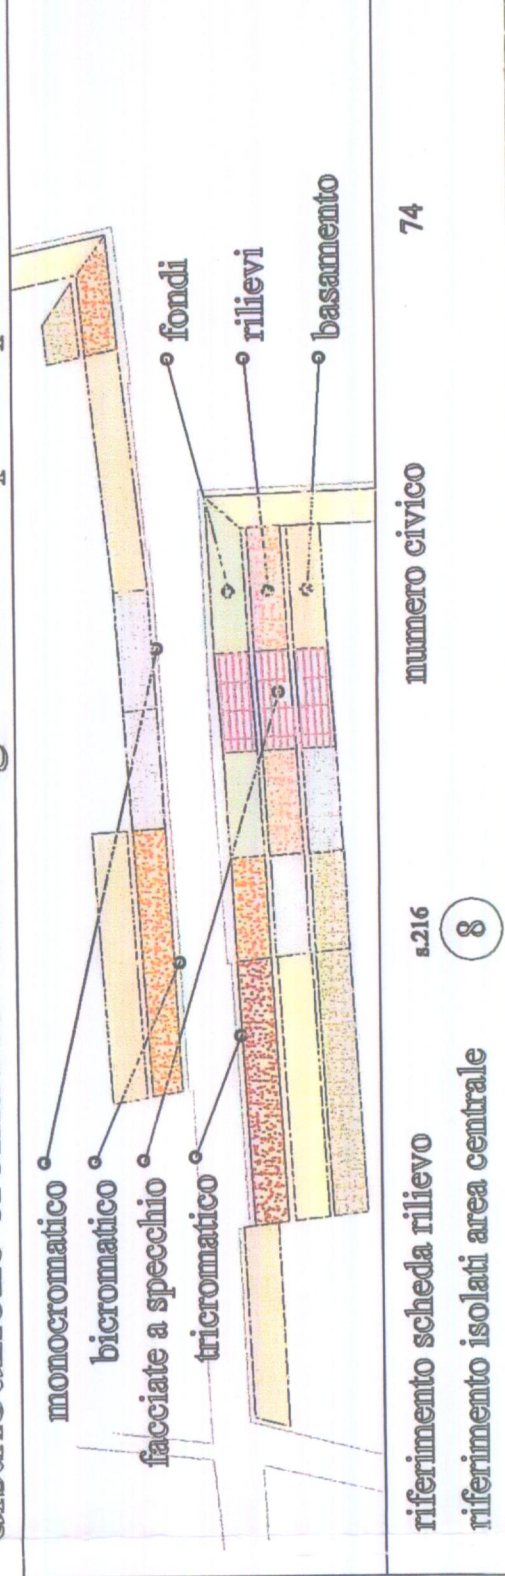 monocromatico
bicromatico
facciate a specchio
tricromatico
fondi
rilievi
basamento
riferimento scheda rilievo s.216 numero civico 74
riferimento isolati area centrale 8